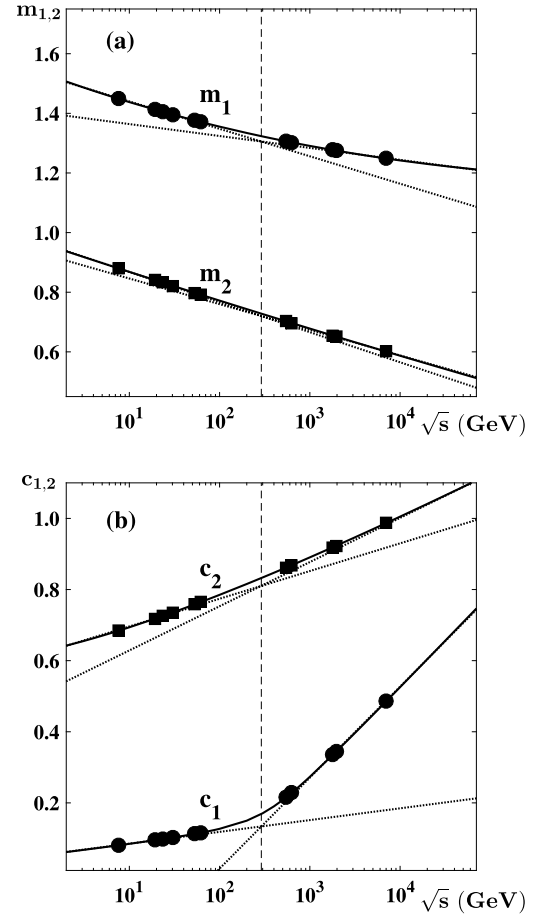 m₁,₂
(a)
1.6
m₁
1.4
1.2
1.0
m₂
0.8
0.6
10¹ 10² 10³ 10⁴ √s (GeV)
c₁,₂
(b)
1.0
c₂
0.8
0.6
0.4
c₁
0.2
10¹ 10² 10³ 10⁴ √s (GeV)